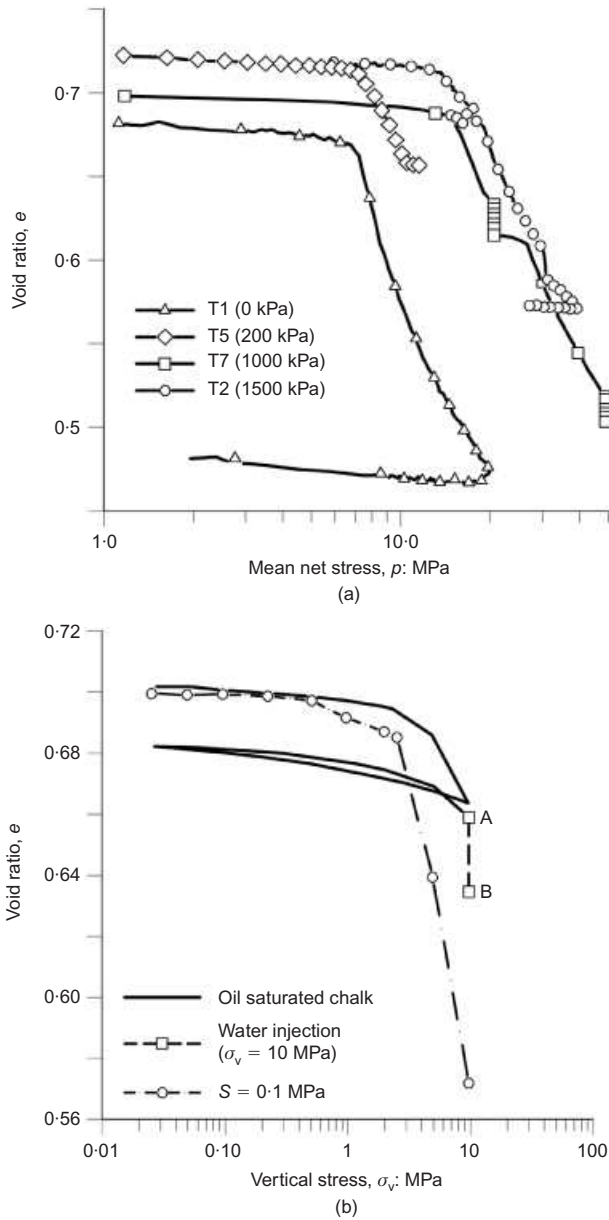 0·7
0·6
0·5
Void ratio, e
T1 (0 kPa)
T5 (200 kPa)
T7 (1000 kPa)
T2 (1500 kPa)
1·0
10·0
Mean net stress, p: MPa
(a)
0·72
0·68
0·64
0·60
0·56
Void ratio, e
A
B
Oil saturated chalk
Water injection
(σv = 10 MPa)
S = 0·1 MPa
0·01
0·10
1
10
100
Vertical stress, σv: MPa
(b)